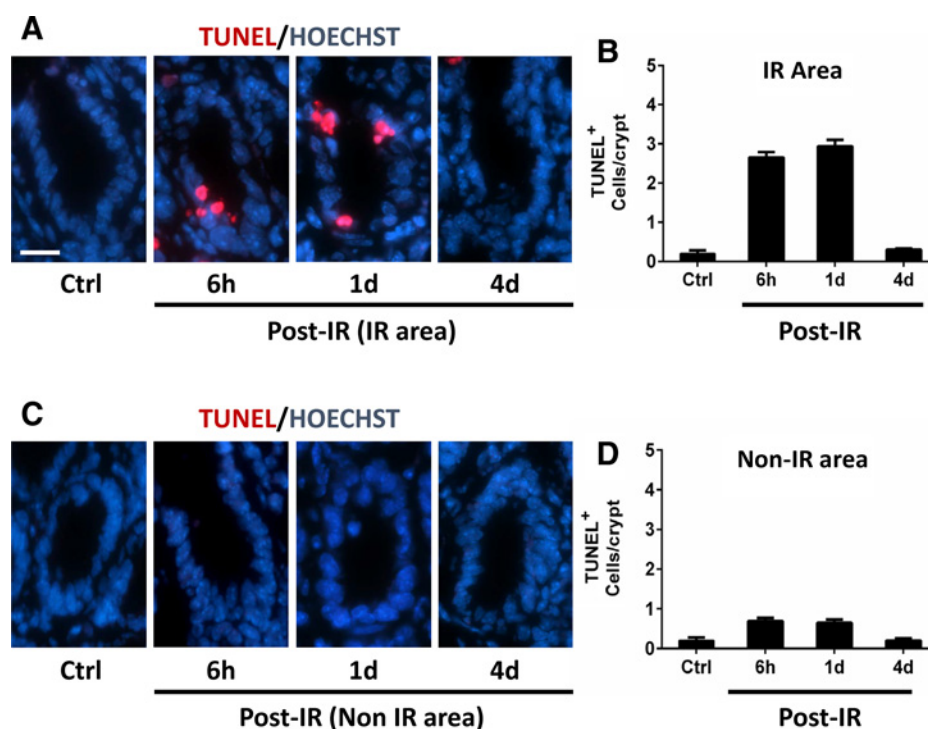 A
TUNEL/HOECHST
Ctrl
6h
1d
4d
Post-IR (IR area)
B
IR Area
TUNEL+
Cells/crypt
5
4
3
2
1
0
Ctrl
6h
1d
4d
Post-IR
C
TUNEL/HOECHST
Ctrl
6h
1d
4d
Post-IR (Non IR area)
D
Non-IR area
TUNEL+
Cells/crypt
5
4
3
2
1
0
Ctrl
6h
1d
4d
Post-IR